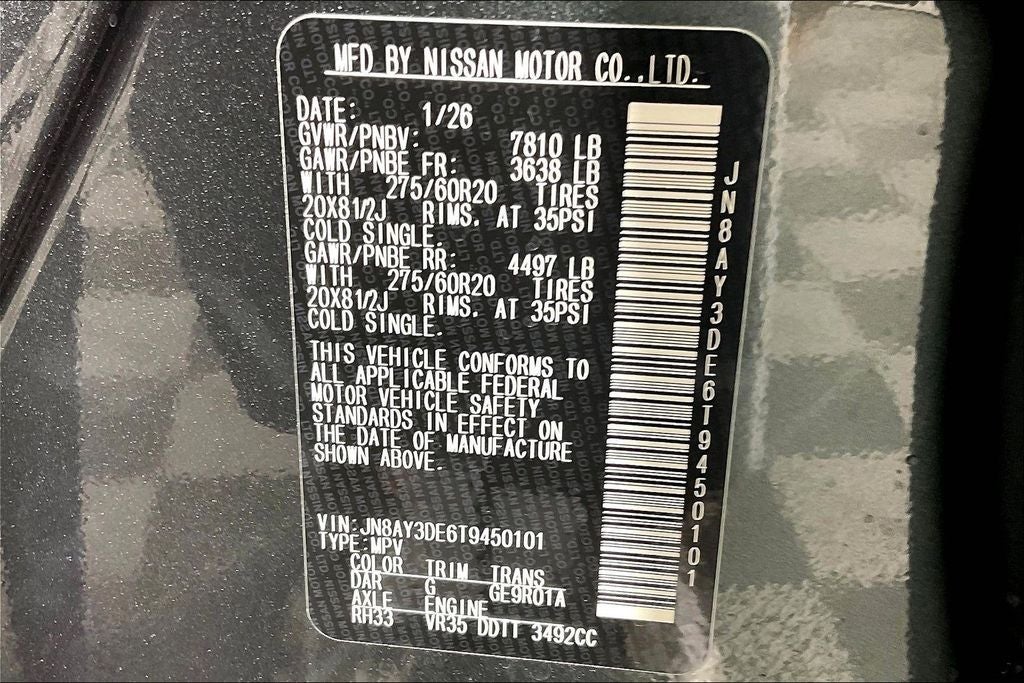 MFD BY NISSAN MOTOR CO.,LTD.
DATE: 1/26
GVWR/PNBV: 7810 LB
GAWR/PNBE FR: 3638 LB
WITH 275/60R20 TIRES
20X81/2J RIMS. AT 35PSI
COLD SINGLE.
GAWR/PNBE RR: 4497 LB
WITH 275/60R20 TIRES
20X81/2J RIMS. AT 35PSI
COLD SINGLE.
THIS VEHICLE CONFORMS TO
ALL APPLICABLE FEDERAL
MOTOR VEHICLE SAFETY
STANDARDS IN EFFECT ON
THE DATE OF MANUFACTURE
SHOWN ABOVE.
VIN:JN8AY3DE6T9450101
TYPE:MPV
COLOR TRIM TRANS
DAR G GE9R01A
AXLE ENGINE
RH33 VR35 DDTT 3492CC
JN8AY3DE6T9450101